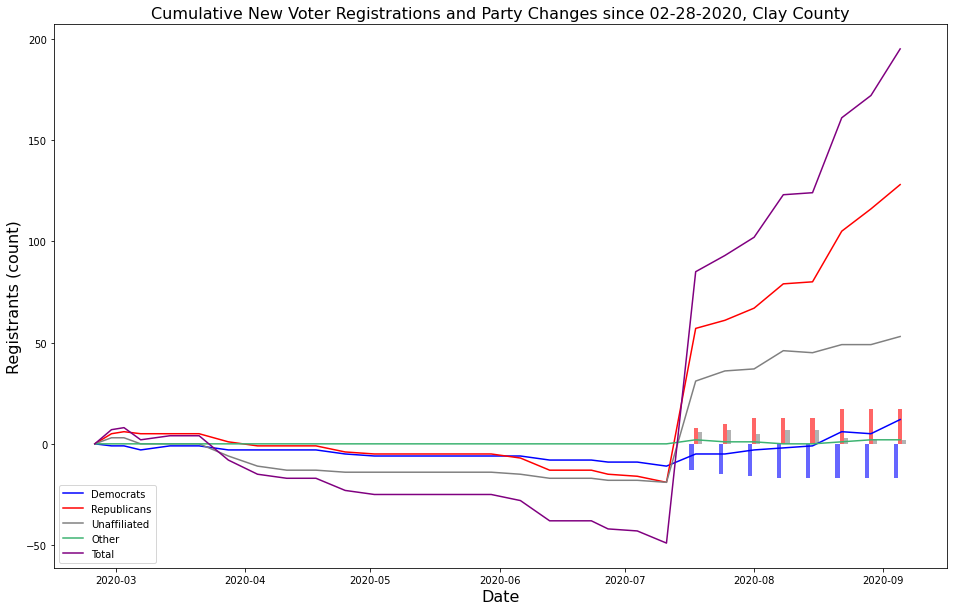 Cumulative New Voter Registrations and Party Changes since 02-28-2020, Clay County
Registrants (count)
200
150
100
50
0
−50
Democrats
Republicans
Unaffiliated
Other
Total
2020-03
2020-04
2020-05
2020-06
2020-07
2020-08
2020-09
Date